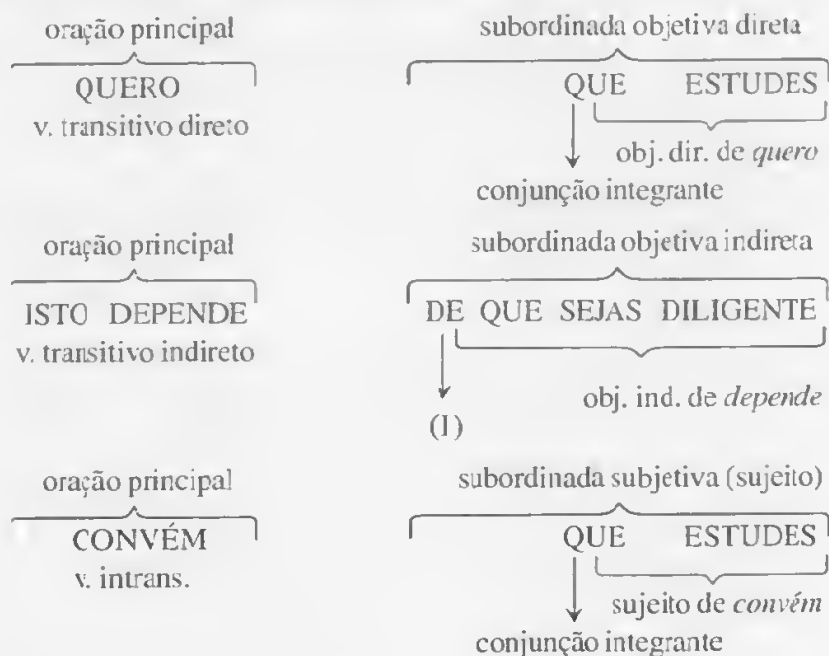 oração principal subordinada objetiva direta
QUERO QUE ESTUDES
v. transitivo direto
obj. dir. de quero
conjunção integrante
oração principal subordinada objetiva indireta
ISTO DEPENDE DE QUE SEJAS DILIGENTE
v. transitivo indireto
obj. ind. de depende
(I)
oração principal subordinada subjetiva (sujeito)
CONVÉM QUE ESTUDES
v. intrans.
sujeito de convém
conjunção integrante